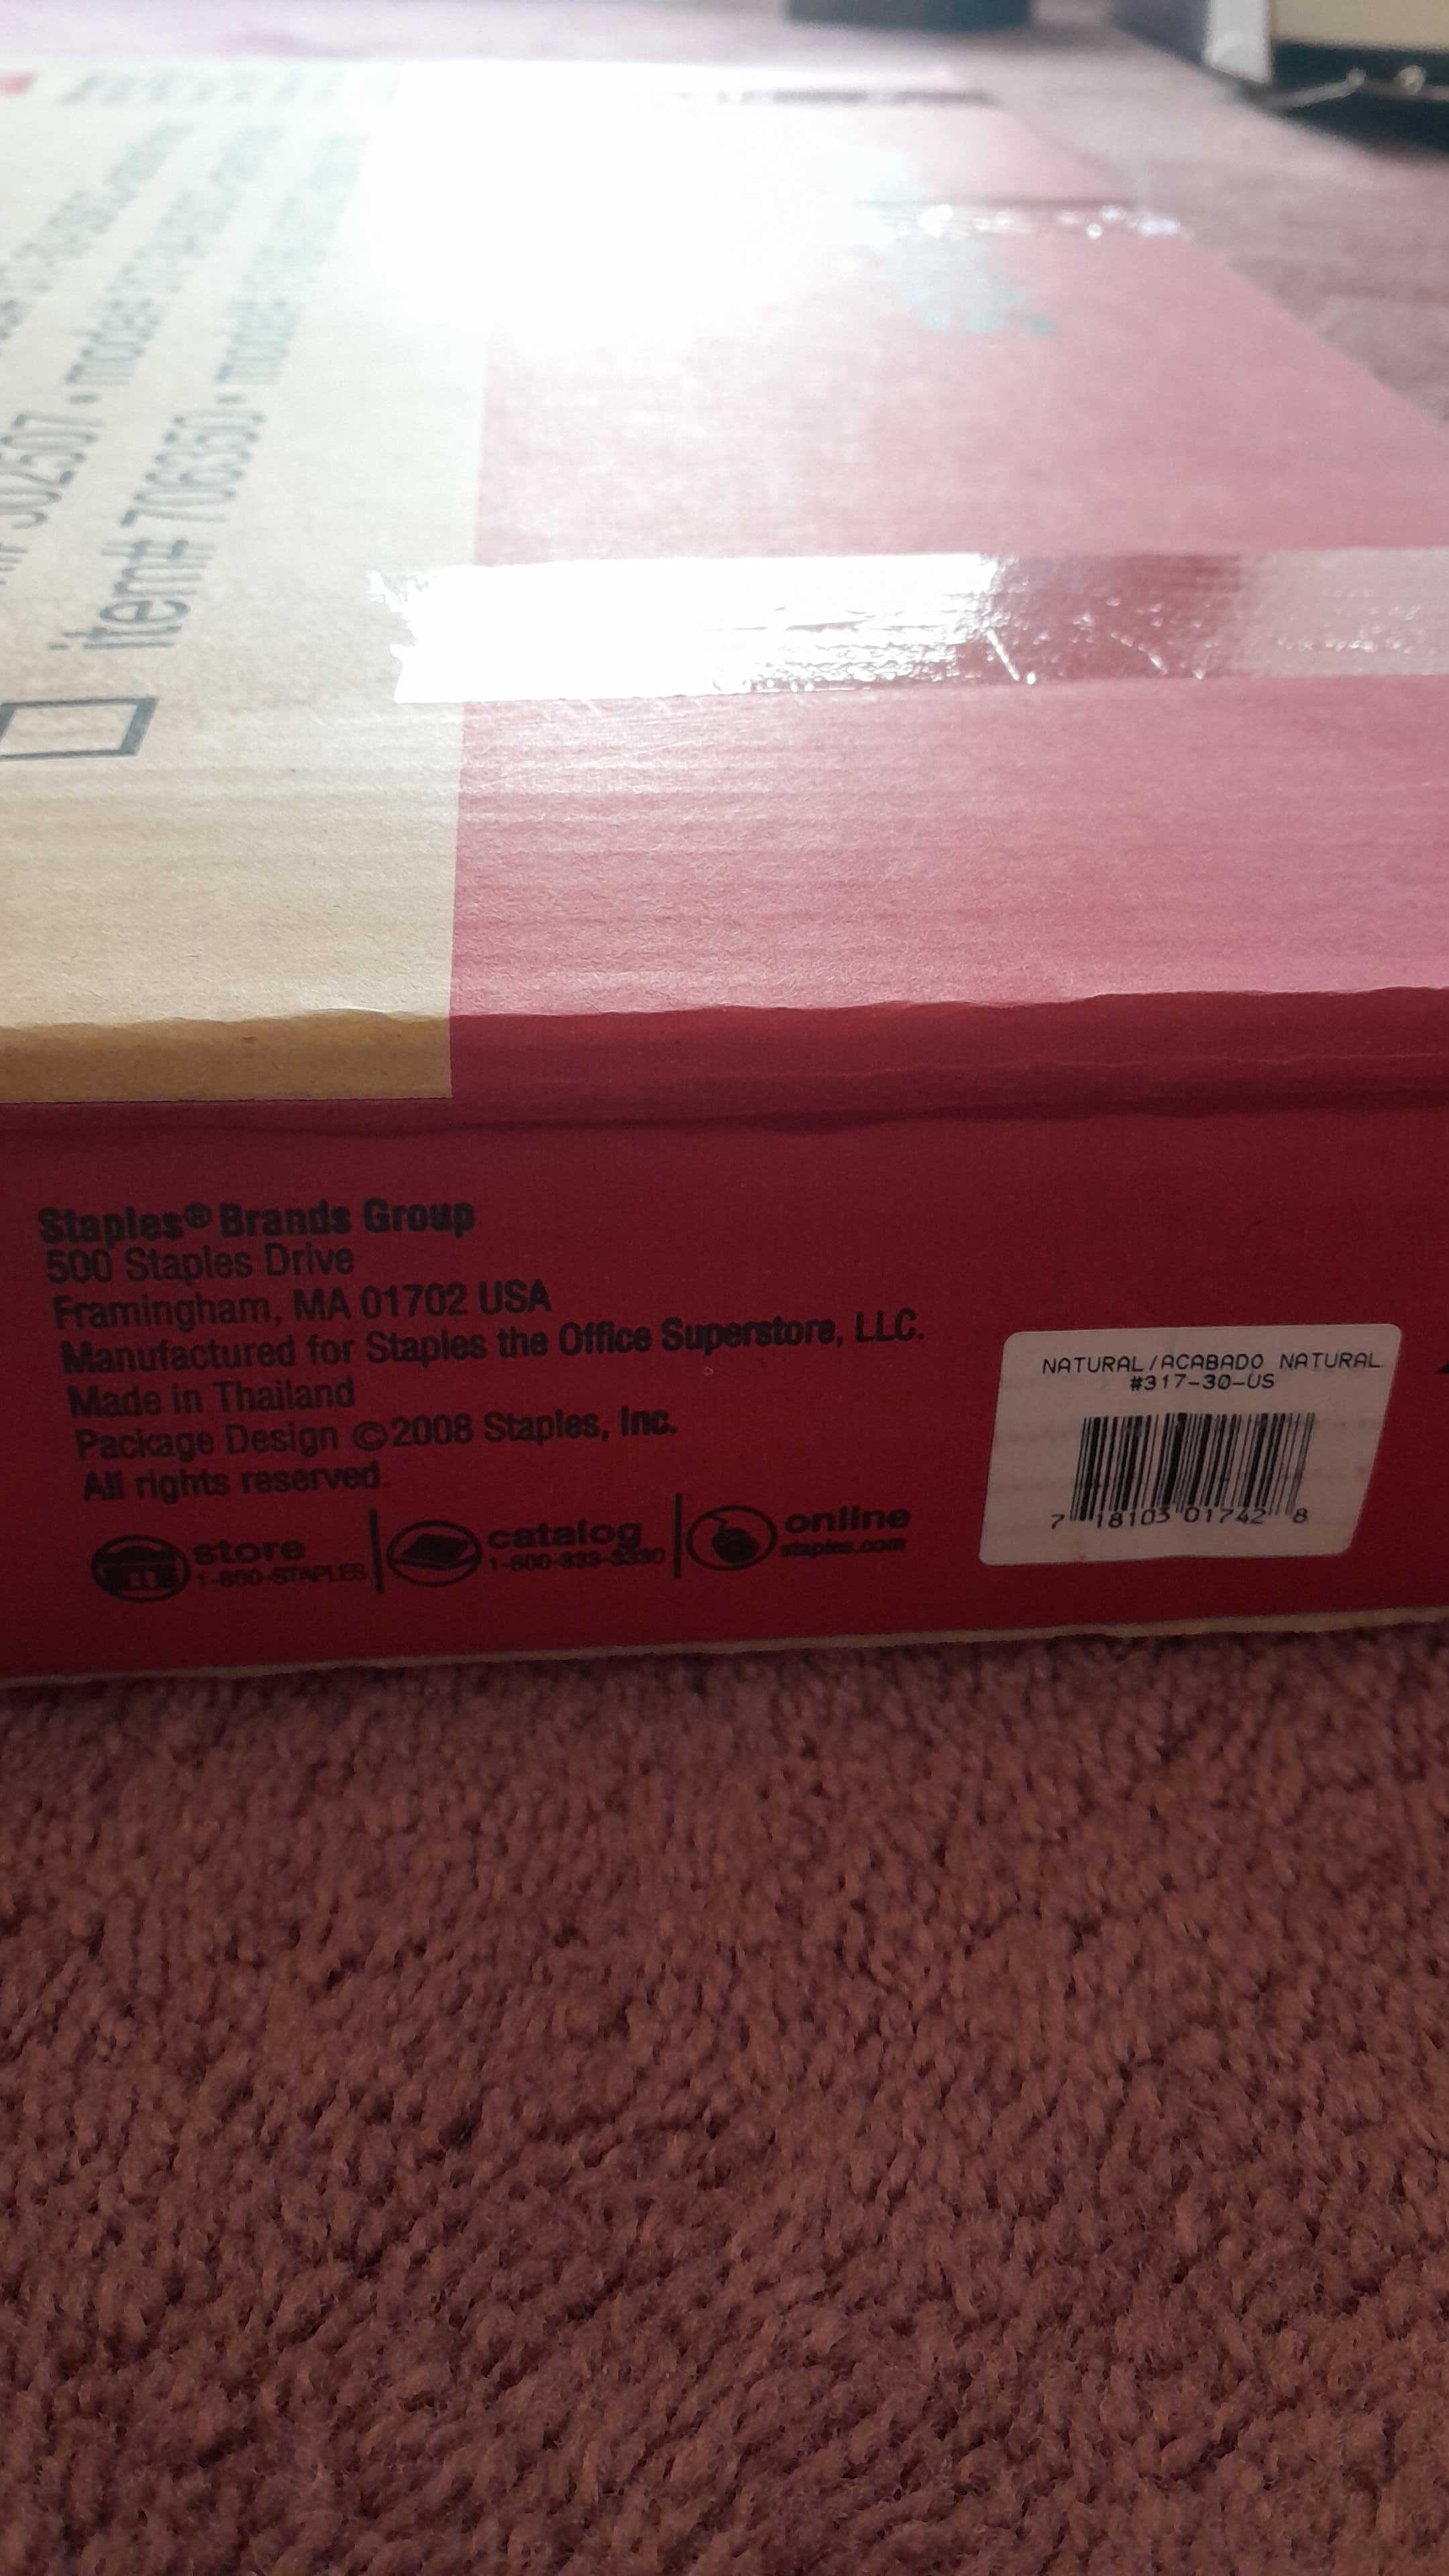 item# 7063350 •
Staples® Brands Group
500 Staples Drive
Framingham, MA 01702 USA
Manufactured for Staples the Office Superstore, LLC.
Made in Thailand
Package Design ©2008 Staples, Inc.
All rights reserved.
store
1-800-STAPLES
catalog
1-800-333-3330
online
staples.com
NATURAL/ACABADO NATURAL
#317-30-US
7 18103 01742 8